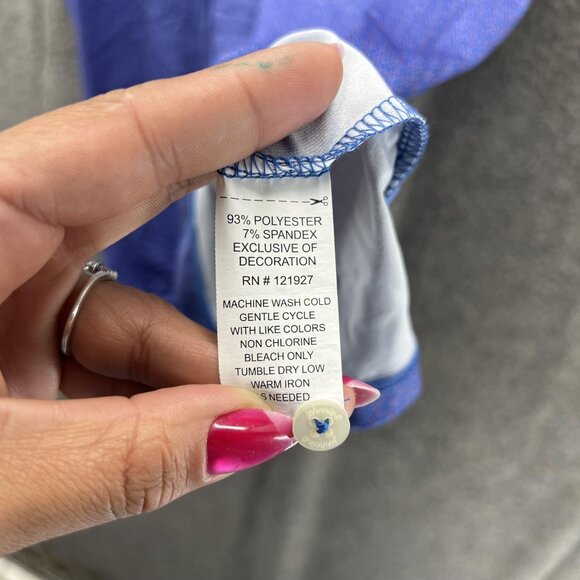 93% POLYESTER
7% SPANDEX
EXCLUSIVE OF
DECORATION
RN # 121927
MACHINE WASH COLD
GENTLE CYCLE
WITH LIKE COLORS
NON CHLORINE
BLEACH ONLY
TUMBLE DRY LOW
WARM IRON
NEEDED